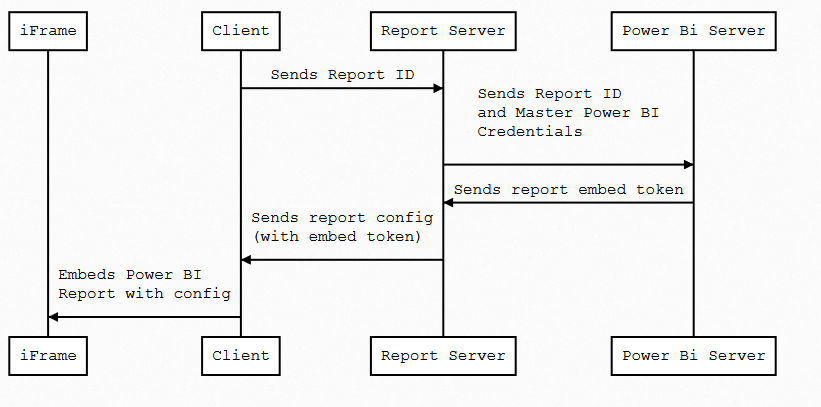 iFrame
Client
Report Server
Power Bi Server
Sends Report ID
Sends Report ID
and Master Power BI
Credentials
Sends report embed token
Sends report config
(with embed token)
Embeds Power BI
Report with config
iFrame
Client
Report Server
Power Bi Server